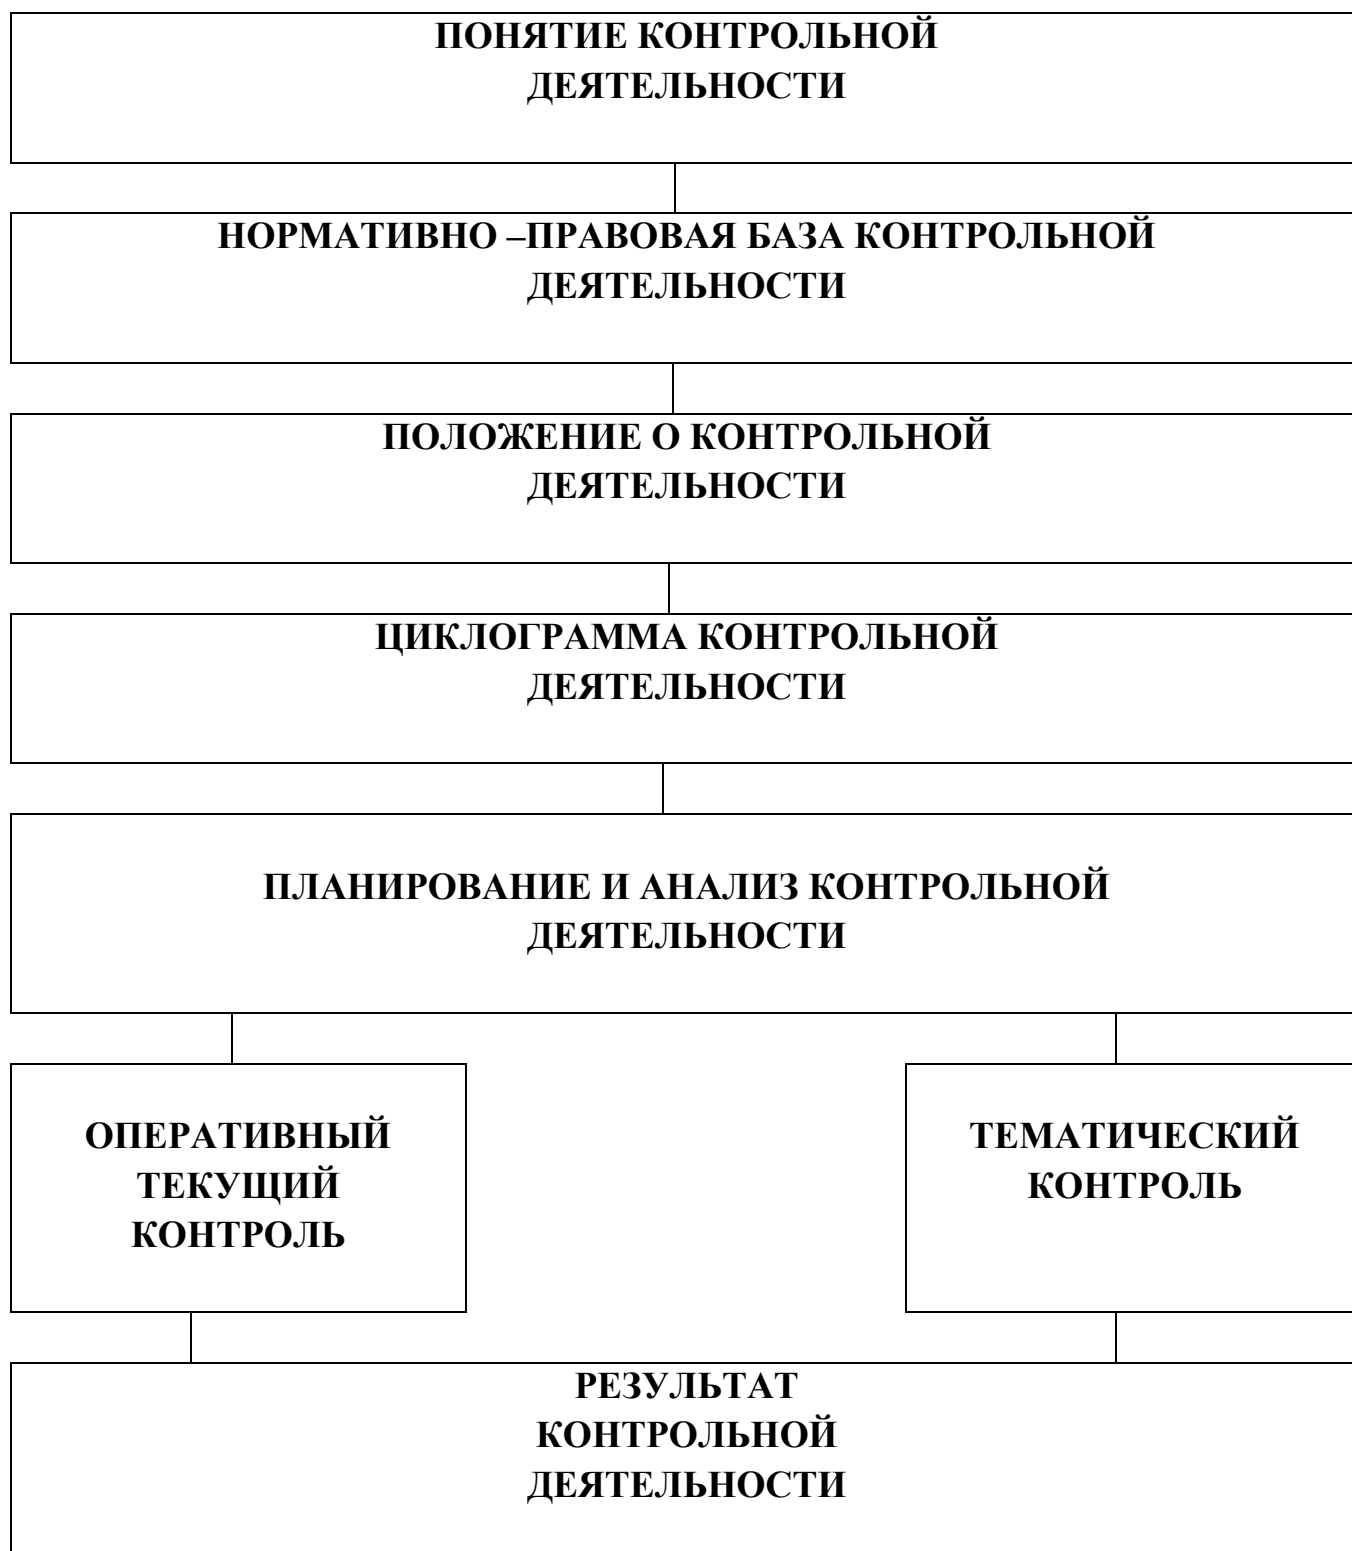 ПОНЯТИЕ КОНТРОЛЬНОЙ
ДЕЯТЕЛЬНОСТИ
НОРМАТИВНО –ПРАВОВАЯ БАЗА КОНТРОЛЬНОЙ
ДЕЯТЕЛЬНОСТИ
ПОЛОЖЕНИЕ О КОНТРОЛЬНОЙ
ДЕЯТЕЛЬНОСТИ
ЦИКЛОГРАММА КОНТРОЛЬНОЙ
ДЕЯТЕЛЬНОСТИ
ПЛАНИРОВАНИЕ И АНАЛИЗ КОНТРОЛЬНОЙ
ДЕЯТЕЛЬНОСТИ
ОПЕРАТИВНЫЙ
ТЕКУЩИЙ
КОНТРОЛЬ
ТЕМАТИЧЕСКИЙ
КОНТРОЛЬ
РЕЗУЛЬТАТ
КОНТРОЛЬНОЙ
ДЕЯТЕЛЬНОСТИ